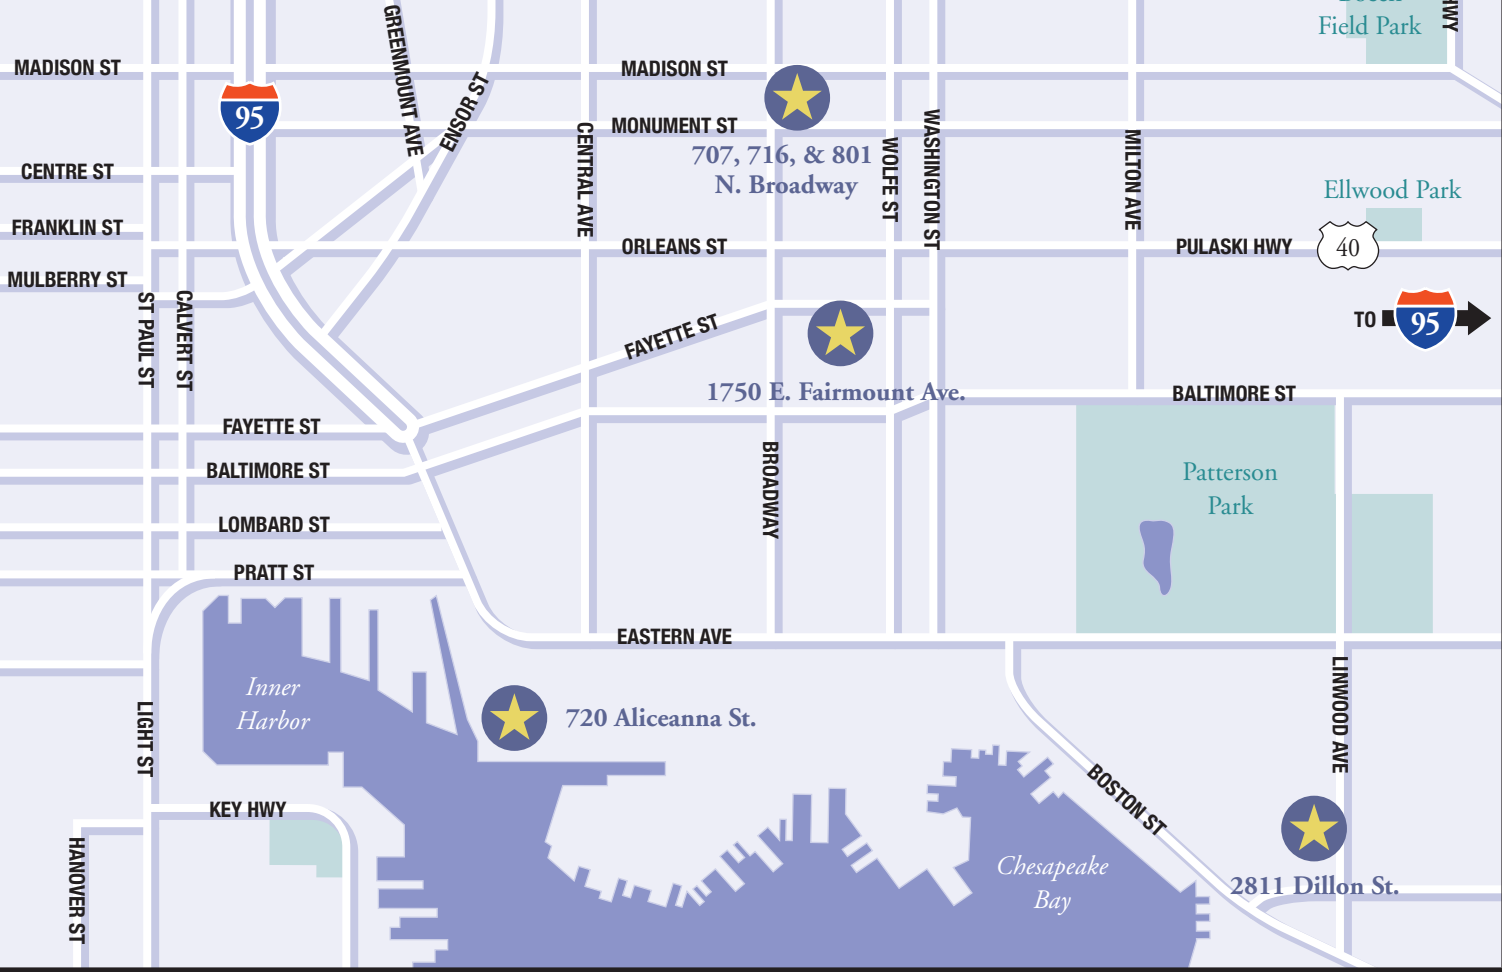 Field Park
HWY
GREENMOUNT AVE
ENSOR ST
MADISON ST
MADISON ST
95
MONUMENT ST
707, 716, & 801
N. Broadway
CENTRAL AVE
WOLFE ST
WASHINGTON ST
MILTON AVE
CENTRE ST
Ellwood Park
FRANKLIN ST
ORLEANS ST
PULASKI HWY
40
MULBERRY ST
ST PAUL ST
CALVERT ST
TO
95
FAYETTE ST
1750 E. Fairmount Ave.
BALTIMORE ST
FAYETTE ST
BALTIMORE ST
BROADWAY
Patterson
Park
LOMBARD ST
PRATT ST
EASTERN AVE
Inner
Harbor
LIGHT ST
720 Aliceanna St.
LINWOOD AVE
BOSTON ST
KEY HWY
HANOVER ST
Chesapeake
Bay
2811 Dillon St.